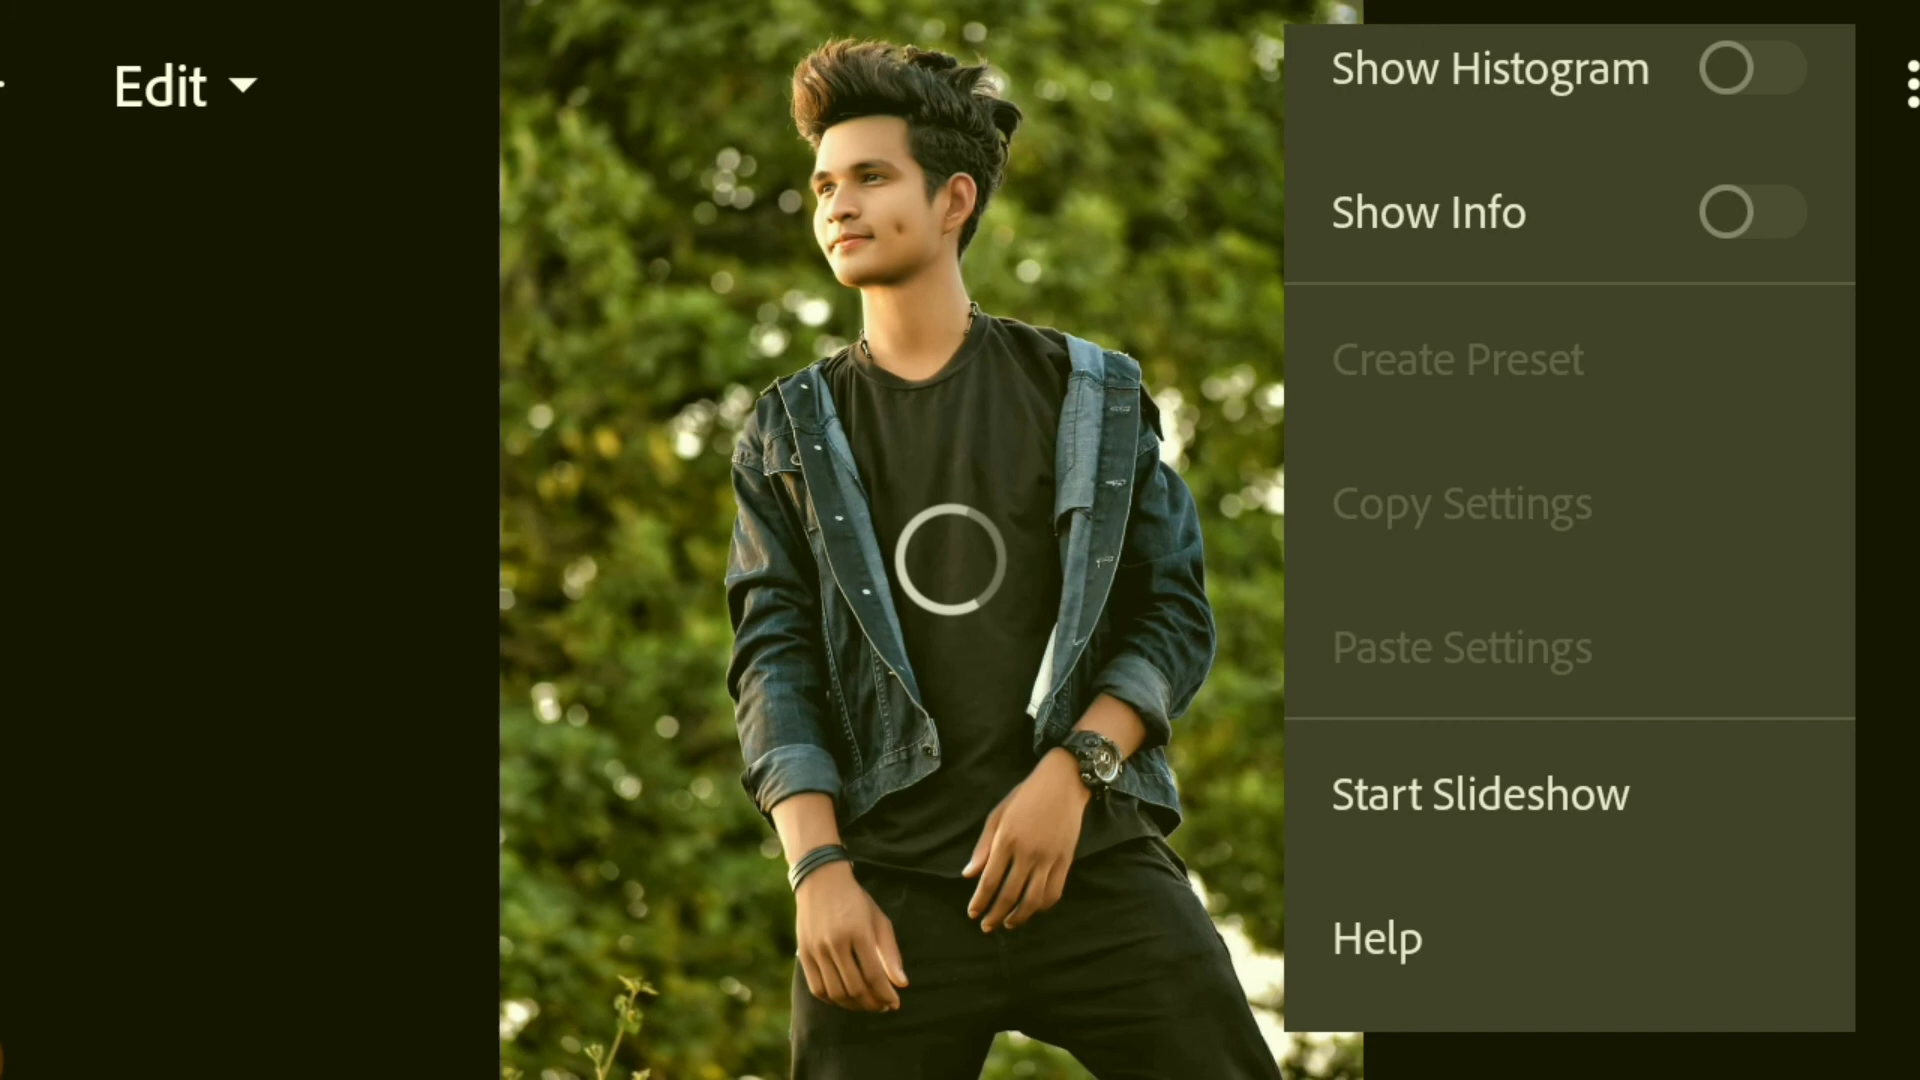 Edit
Show Histogram
Show Info
Create Preset
Copy Settings
Paste Settings
Start Slideshow
Help